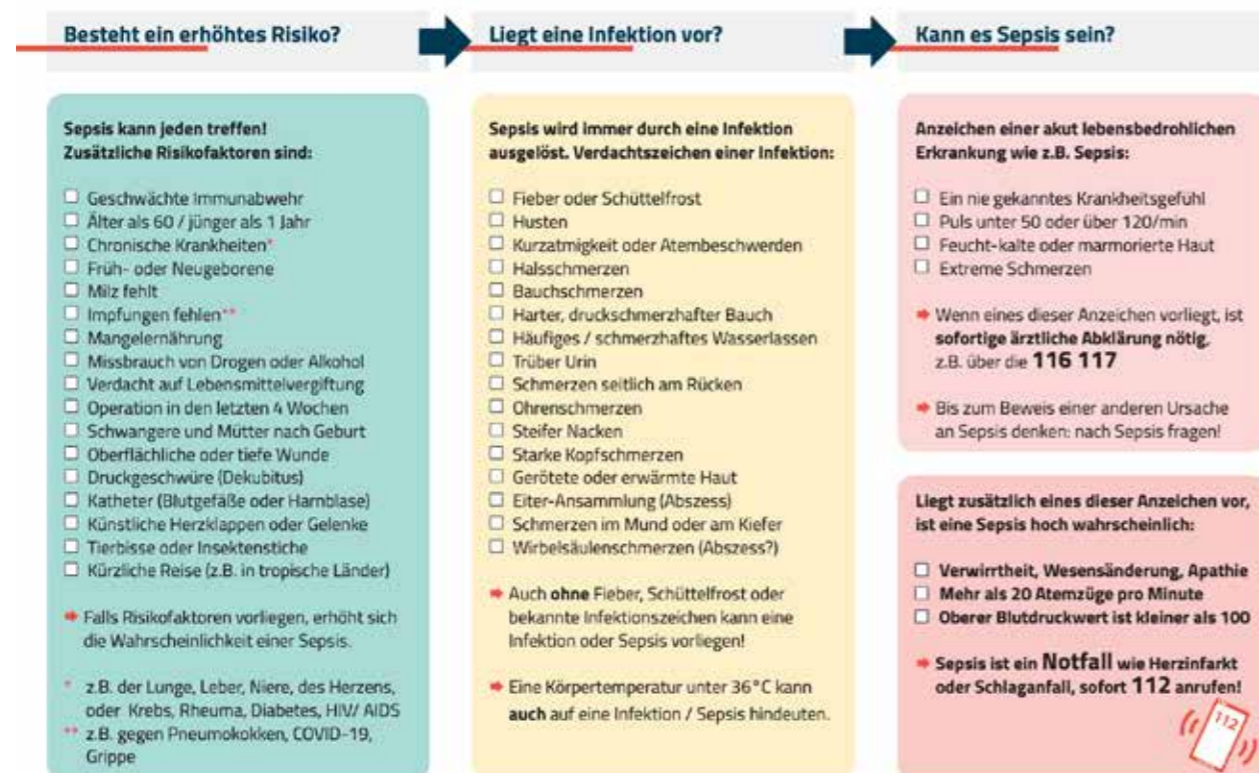 Besteht ein erhöhtes Risiko?
Sepsis kann jeden treffen!
Zusätzliche Risikofaktoren sind:
Geschwächte Immunabwehr
Älter als 60 / jünger als 1 Jahr
Chronische Krankheiten*
Früh- oder Neugeborene
Milz fehlt
Impfungen fehlen**
Mangelernährung
Missbrauch von Drogen oder Alkohol
Verdacht auf Lebensmittelvergiftung
Operation in den letzten 4 Wochen
Schwangere und Mütter nach Geburt
Oberflächliche oder tiefe Wunde
Druckgeschwüre (Dekubitus)
Katheter (Blutgefäße oder Harnblase)
Künstliche Herzklappen oder Gelenke
Tierbisse oder Insektenstiche
Kürzliche Reise (z.B. in tropische Länder)
Falls Risikofaktoren vorliegen, erhöht sich
die Wahrscheinlichkeit einer Sepsis.
* z.B. der Lunge, Leber, Niere, des Herzens,
oder Krebs, Rheuma, Diabetes, HIV/ AIDS
** z.B. gegen Pneumokokken, COVID-19,
Grippe
Liegt eine Infektion vor?
Sepsis wird immer durch eine Infektion
ausgelöst. Verdachtszeichen einer Infektion:
Fieber oder Schüttelfrost
Husten
Kurzatmigkeit oder Atembeschwerden
Halsschmerzen
Bauchschmerzen
Harter, druckschmerzhafter Bauch
Häufiges / schmerzhaftes Wasserlassen
Trüber Urin
Schmerzen seitlich am Rücken
Ohrenschmerzen
Steifer Nacken
Starke Kopfschmerzen
Gerötete oder erwärmte Haut
Eiter-Ansammlung (Abszess)
Schmerzen im Mund oder am Kiefer
Wirbelsäulenschmerzen (Abszess?)
Auch ohne Fieber, Schüttelfrost oder
bekannte Infektionszeichen kann eine
Infektion oder Sepsis vorliegen!
Eine Körpertemperatur unter 36°C kann
auch auf eine Infektion / Sepsis hindeuten.
Kann es Sepsis sein?
Anzeichen einer akut lebensbedrohlichen
Erkrankung wie z.B. Sepsis:
Ein nie gekanntes Krankheitsgefühl
Puls unter 50 oder über 120/min
Feucht-kalte oder marmorierte Haut
Extreme Schmerzen
Wenn eines dieser Anzeichen vorliegt, ist
sofortige ärztliche Abklärung nötig,
z.B. über die 116 117
Bis zum Beweis einer anderen Ursache
an Sepsis denken: nach Sepsis fragen!
Liegt zusätzlich eines dieser Anzeichen vor,
ist eine Sepsis hoch wahrscheinlich:
Verwirrtheit, Wesensänderung, Apathie
Mehr als 20 Atemzüge pro Minute
Oberer Blutdruckwert ist kleiner als 100
Sepsis ist ein Notfall wie Herzinfarkt
oder Schlaganfall, sofort 112 anrufen!
112